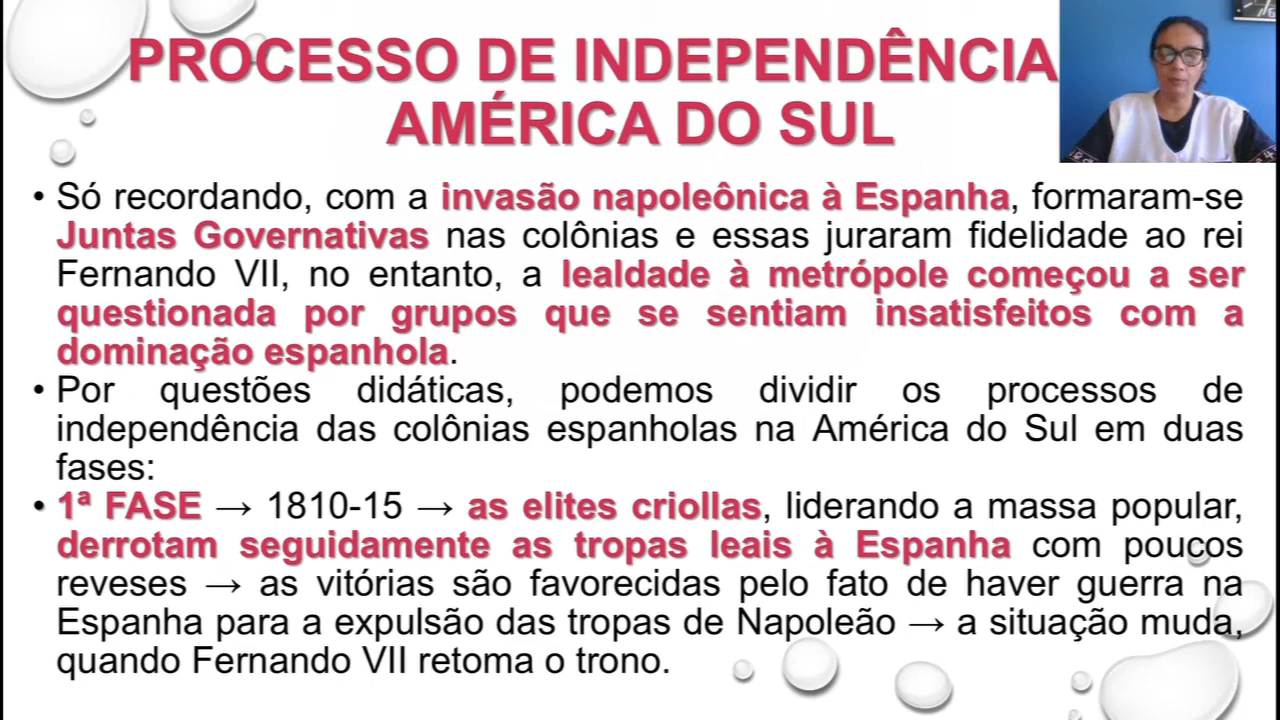 PROCESSO DE INDEPENDÊNCIA
AMÉRICA DO SUL
• Só recordando, com a invasão napoleônica à Espanha, formaram-se
Juntas Governativas nas colônias e essas juraram fidelidade ao rei
Fernando VII, no entanto, a lealdade à metrópole começou a ser
questionada por grupos que se sentiam insatisfeitos com a
dominação espanhola.
• Por questões didáticas, podemos dividir os processos de
independência das colônias espanholas na América do Sul em duas
fases:
• 1ª FASE → 1810-15 → as elites criollas, liderando a massa popular,
derrotam seguidamente as tropas leais à Espanha com poucos
reveses → as vitórias são favorecidas pelo fato de haver guerra na
Espanha para a expulsão das tropas de Napoleão → a situação muda,
quando Fernando VII retoma o trono.